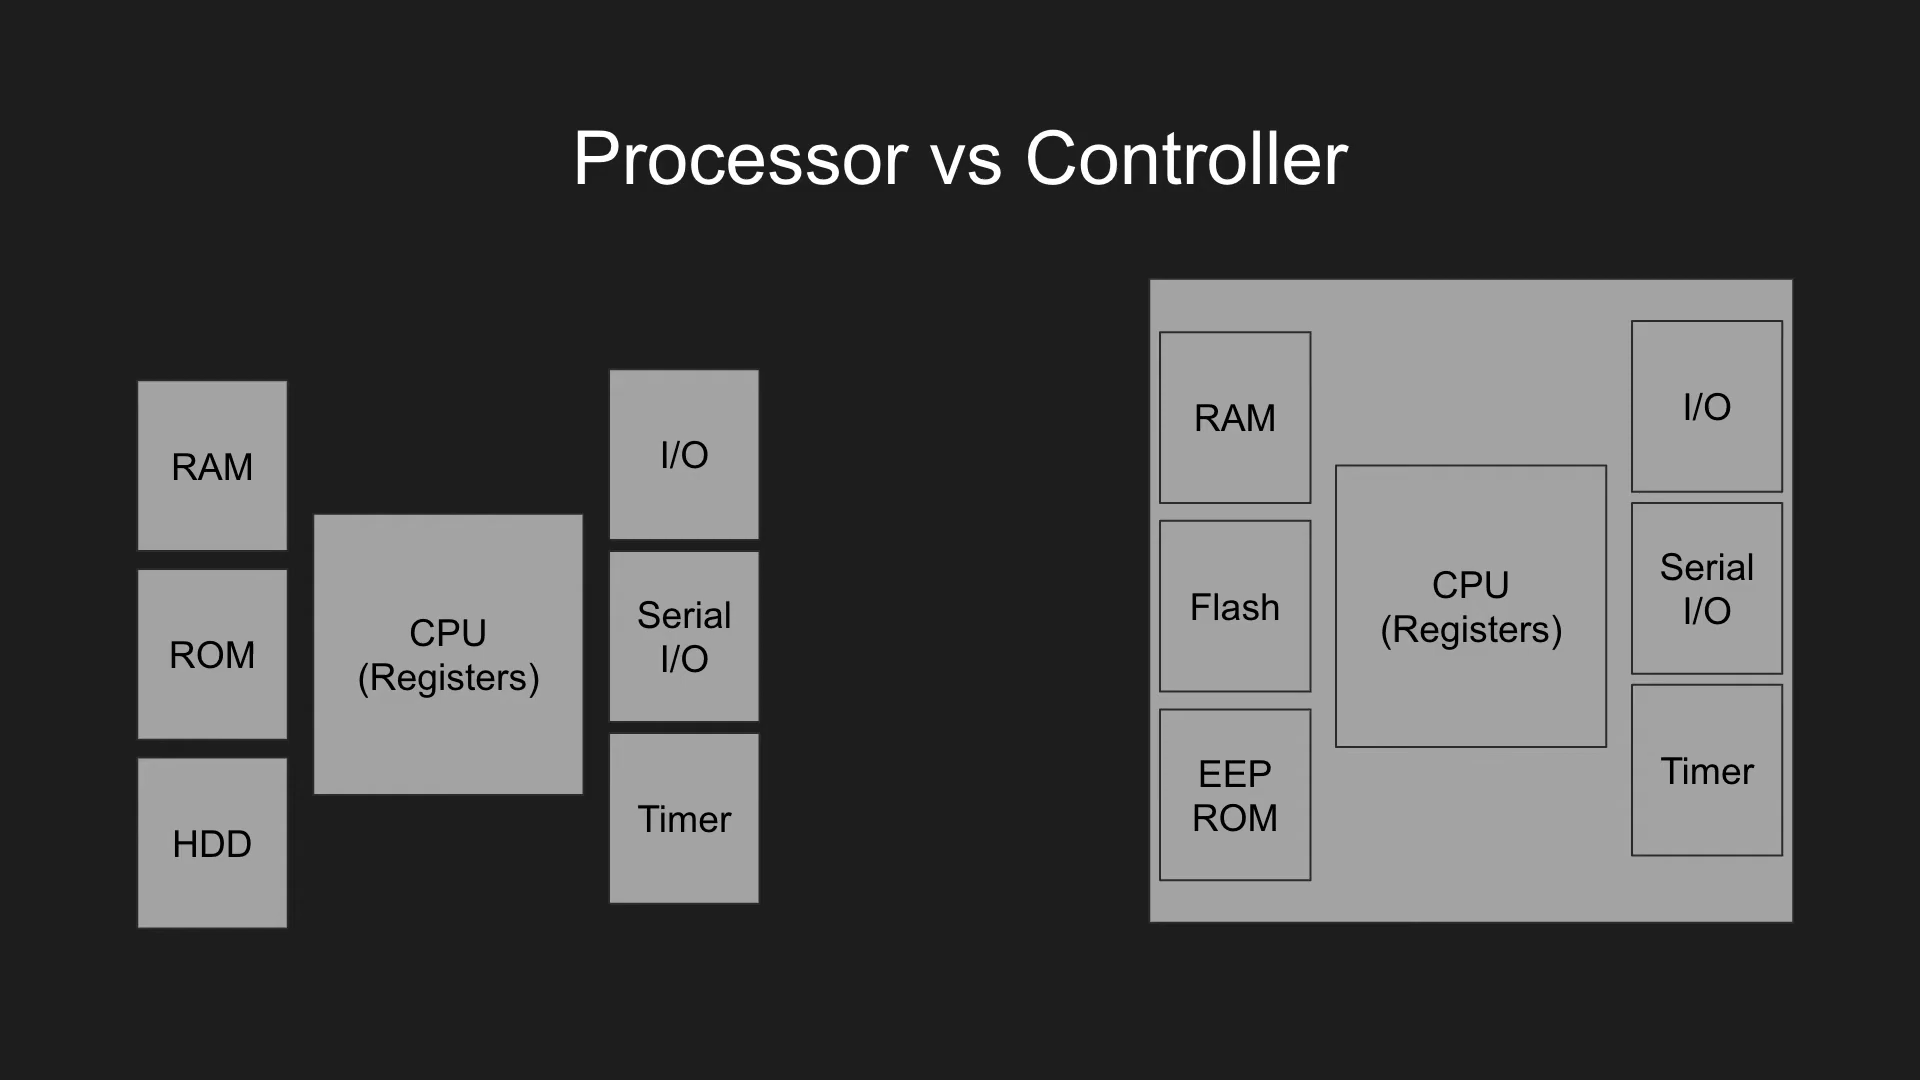 Processor vs Controller
RAM
ROM
HDD
CPU
(Registers)
I/O
Serial
I/O
Timer
RAM
Flash
EEP
ROM
CPU
(Registers)
I/O
Serial
I/O
Timer